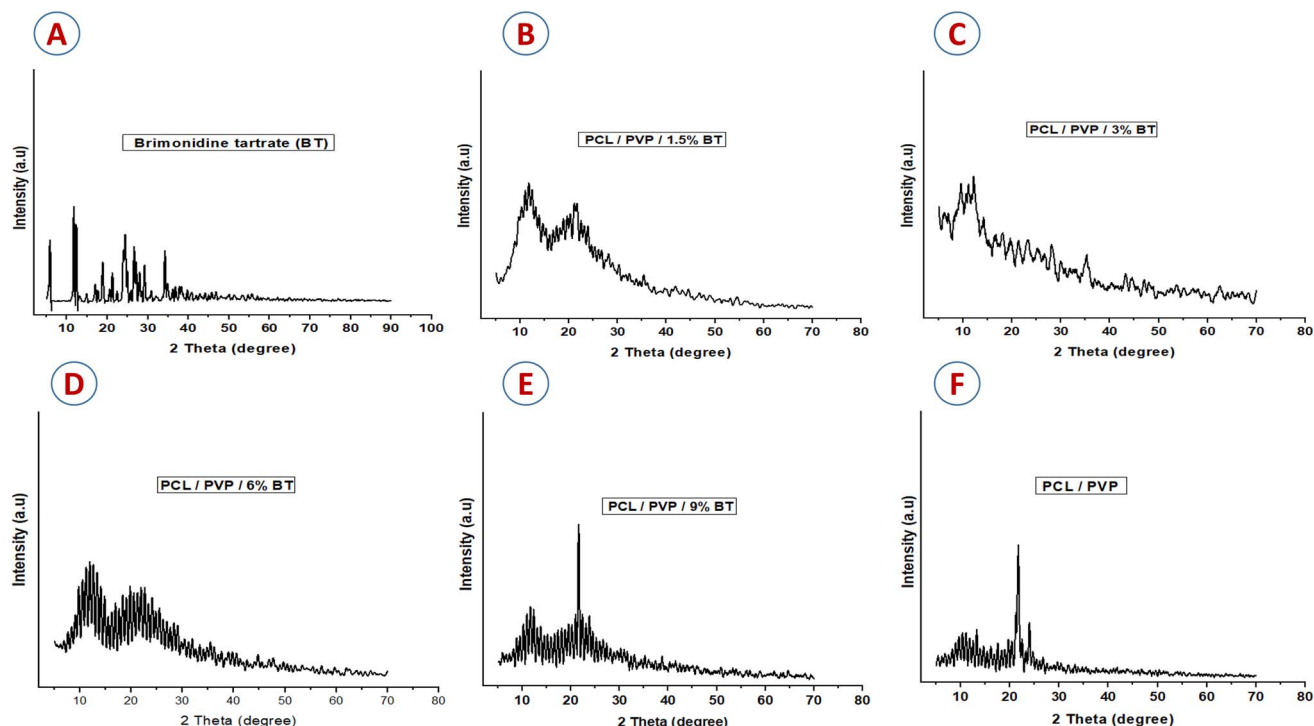 A
B
C
Brimonidine tartrate (BT)
Intensity (a.u)
10 20 30 40 50 60 70 80 90 100
2 Theta (degree)
PCL / PVP / 1.5% BT
Intensity (a.u)
10 20 30 40 50 60 70 80
2 Theta (degree)
PCL / PVP / 3% BT
Intensity (a.u)
10 20 30 40 50 60 70 80
2 Theta (degree)
D
E
F
PCL / PVP / 6% BT
Intensity (a.u)
10 20 30 40 50 60 70 80
2 Theta (degree)
PCL / PVP / 9% BT
Intensity (a.u)
10 20 30 40 50 60 70 80
2 Theta (degree)
PCL / PVP
Intensity (a.u)
10 20 30 40 50 60 70 80
2 Theta (degree)